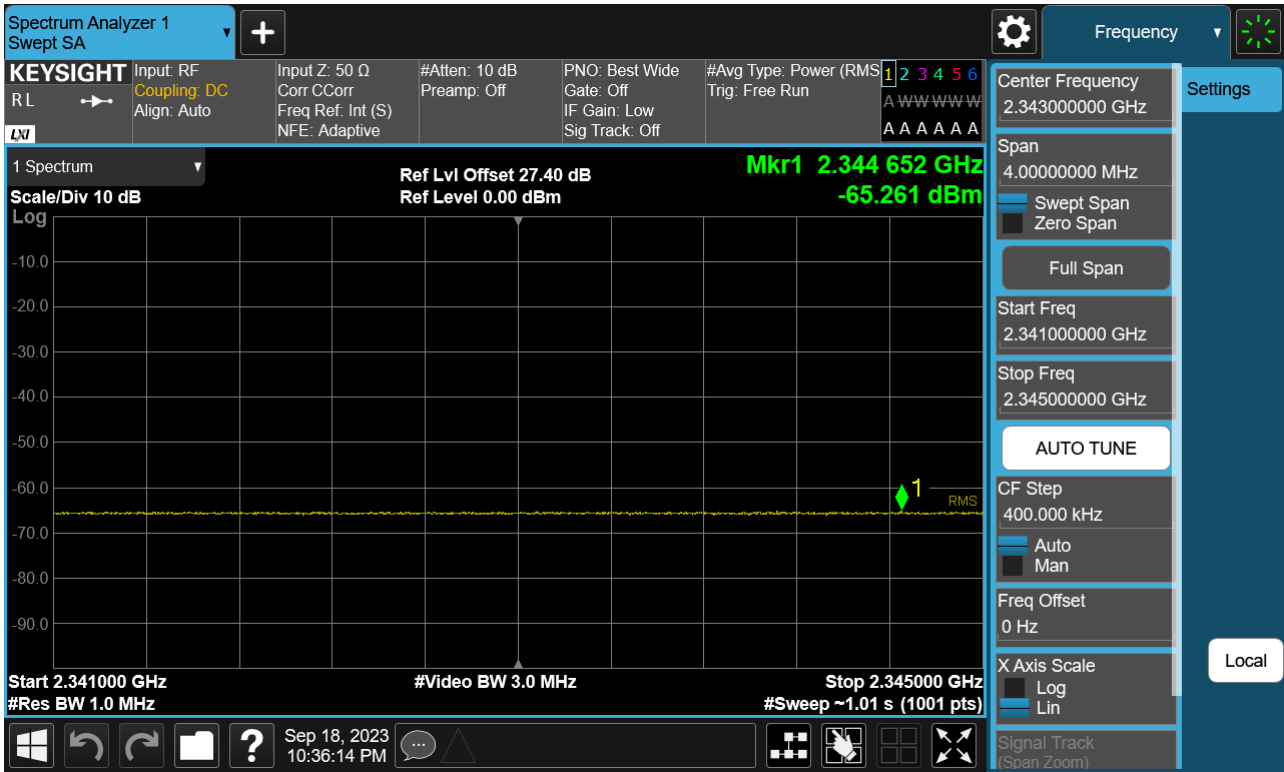 Spectrum Analyzer 1
Swept SA
Frequency
KEYSIGHT
R L
LXI
Input: RF
Coupling: DC
Align: Auto
Input Z: 50 Ω
Corr CCorr
Freq Ref: Int (S)
NFE: Adaptive
#Atten: 10 dB
Preamp: Off
PNO: Best Wide
Gate: Off
IF Gain: Low
Sig Track: Off
#Avg Type: Power (RMS
Trig: Free Run
1 2 3 4 5 6
A W W W W W
A A A A A A
1 Spectrum
Scale/Div 10 dB
Log
Ref Lvl Offset 27.40 dB
Ref Level 0.00 dBm
Mkr1 2.344 652 GHz
-65.261 dBm
-10.0
-20.0
-30.0
-40.0
-50.0
-60.0
-70.0
-80.0
-90.0
1
RMS
Start 2.341000 GHz
#Res BW 1.0 MHz
#Video BW 3.0 MHz
Stop 2.345000 GHz
#Sweep ~1.01 s (1001 pts)
Center Frequency
2.343000000 GHz
Span
4.00000000 MHz
Swept Span
Zero Span
Full Span
Start Freq
2.341000000 GHz
Stop Freq
2.345000000 GHz
AUTO TUNE
CF Step
400.000 kHz
Auto
Man
Freq Offset
0 Hz
X Axis Scale
Log
Lin
Signal Track
(Span Zoom)
Settings
Local
?
Sep 18, 2023
10:36:14 PM